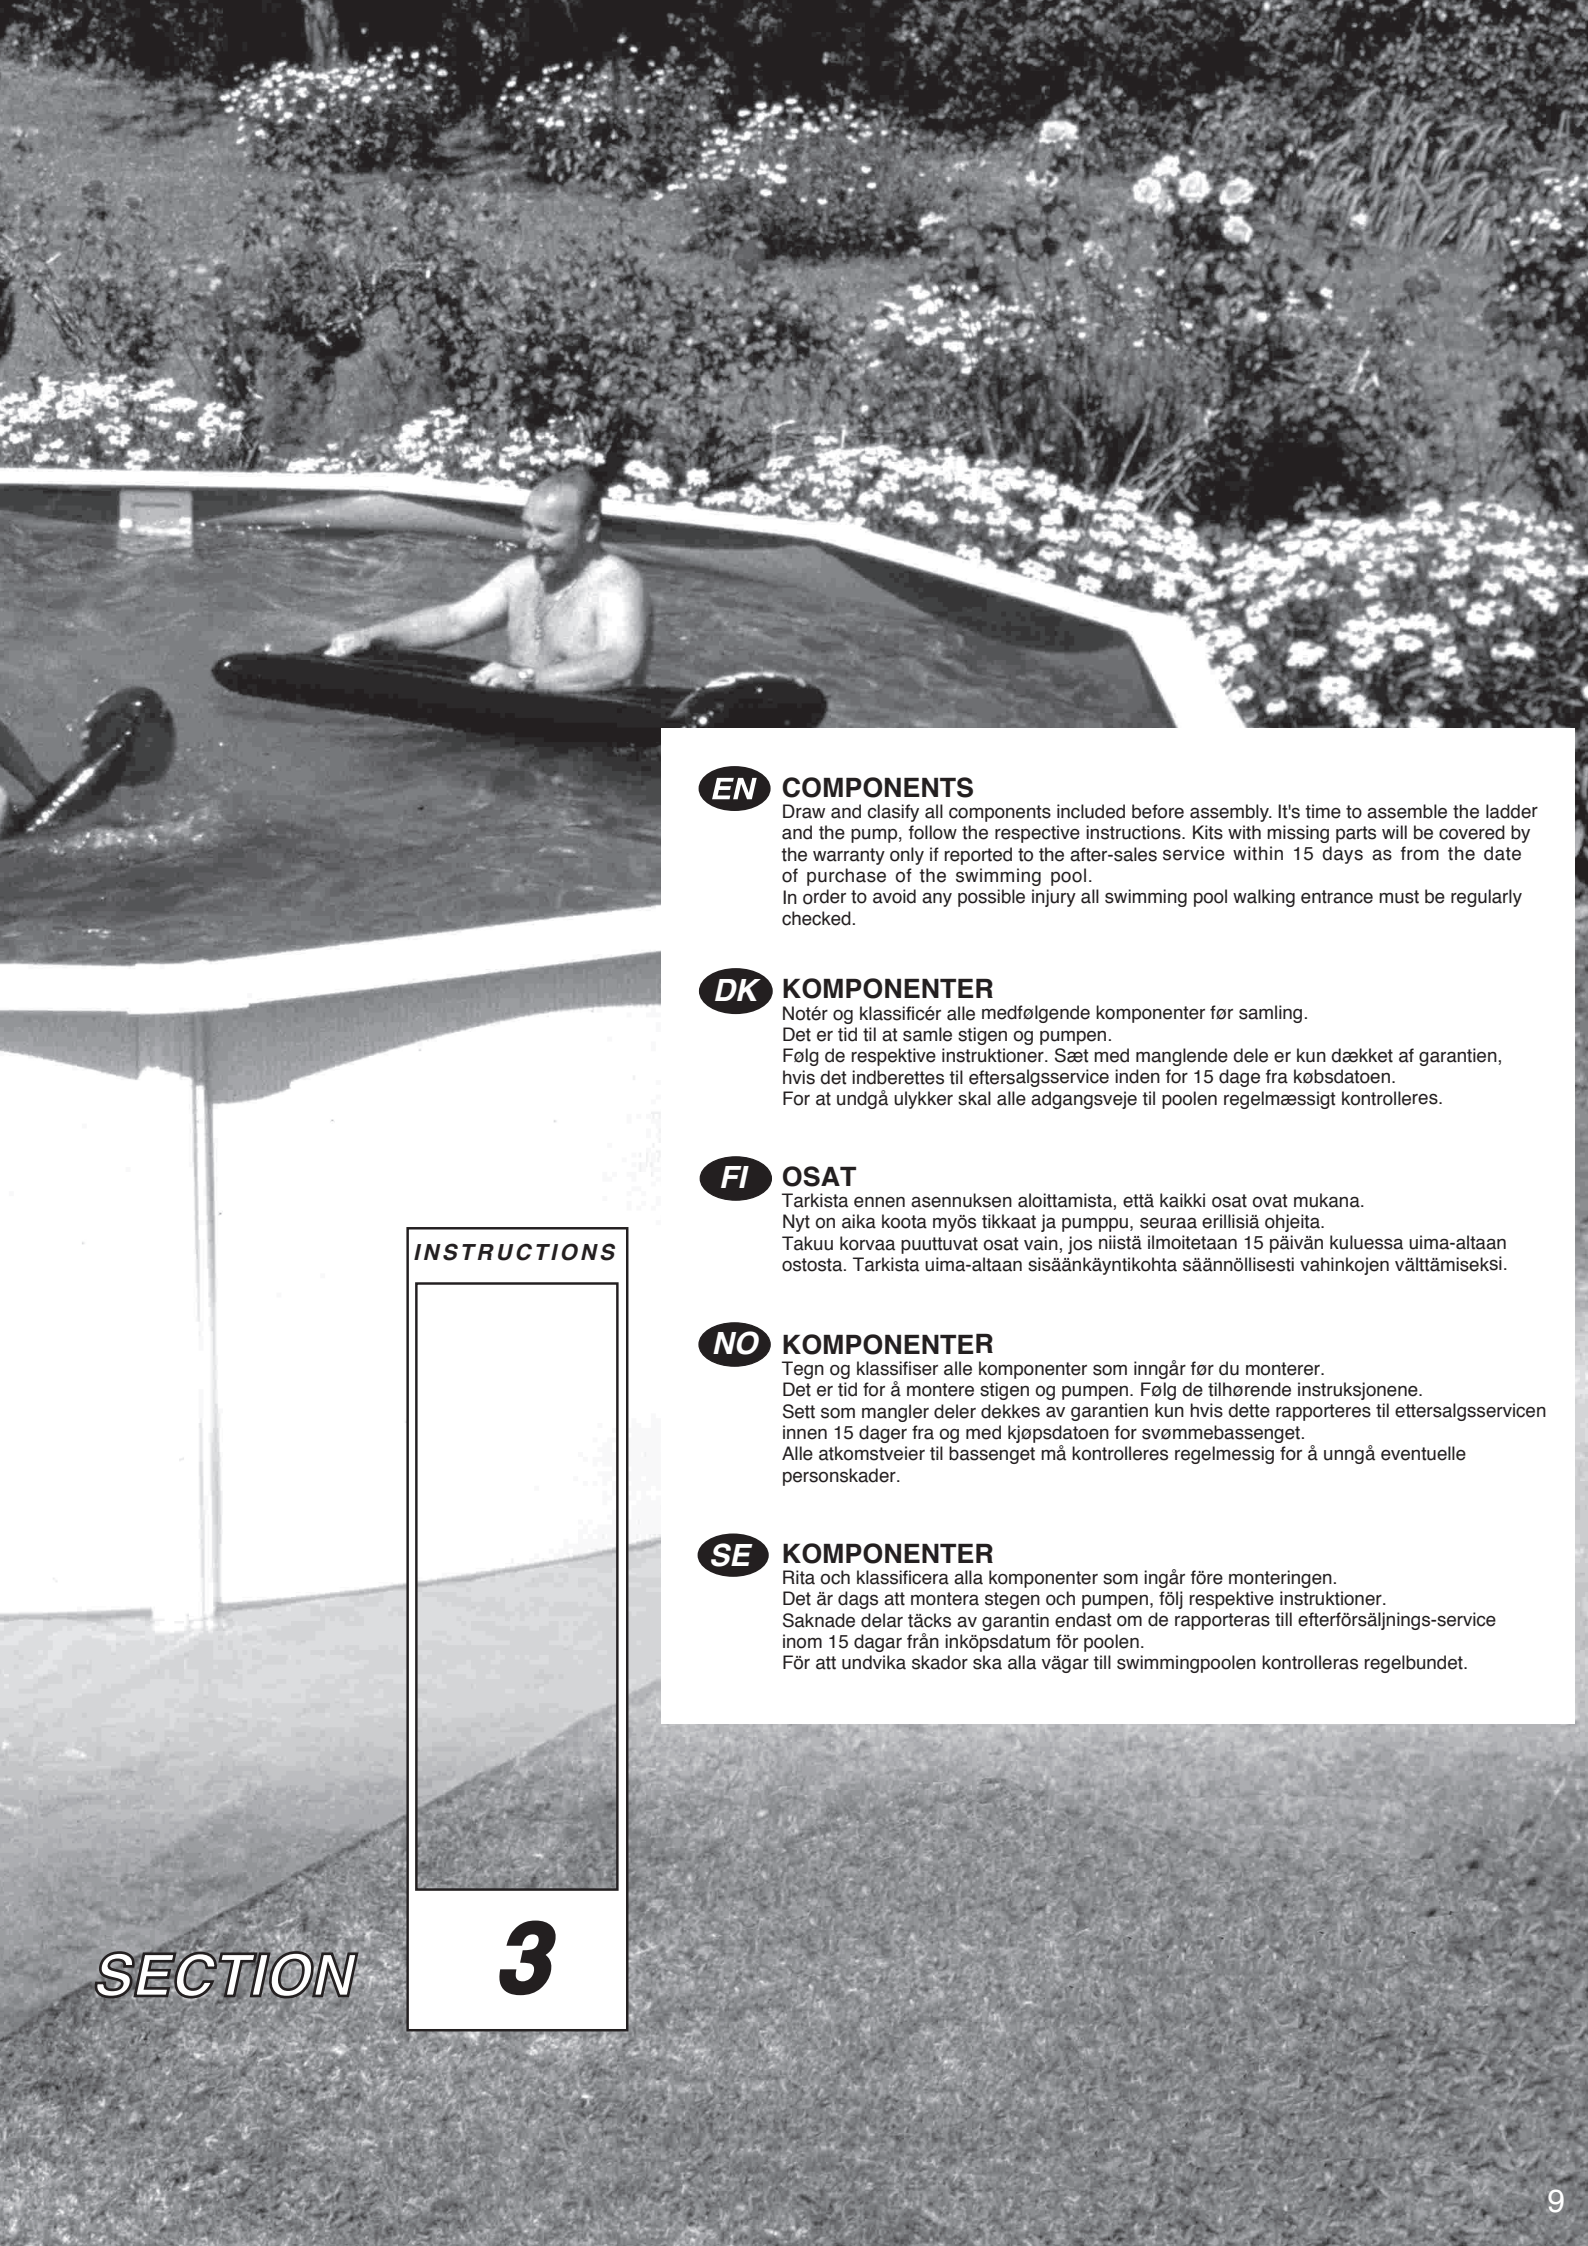 EN COMPONENTS
Draw and clasify all components included before assembly. It's time to assemble the ladder
and the pump, follow the respective instructions. Kits with missing parts will be covered by
the warranty only if reported to the after-sales service within 15 days as from the date
of purchase of the swimming pool.
In order to avoid any possible injury all swimming pool walking entrance must be regularly
checked.
DK KOMPONENTER
Notér og klassificér alle medfølgende komponenter før samling.
Det er tid til at samle stigen og pumpen.
Følg de respektive instruktioner. Sæt med manglende dele er kun dækket af garantien,
hvis det indberettes til eftersalgsservice inden for 15 dage fra købsdatoen.
For at undgå ulykker skal alle adgangsveje til poolen regelmæssigt kontrolleres.
FI OSAT
Tarkista ennen asennuksen aloittamista, että kaikki osat ovat mukana.
Nyt on aika koota myös tikkaat ja pumppu, seuraa erillisiä ohjeita.
Takuu korvaa puuttuvat osat vain, jos niistä ilmoitetaan 15 päivän kuluessa uima-altaan
ostosta. Tarkista uima-altaan sisäänkäyntikohta säännöllisesti vahinkojen välttämiseksi.
NO KOMPONENTER
Tegn og klassifiser alle komponenter som inngår før du monterer.
Det er tid for å montere stigen og pumpen. Følg de tilhørende instruksjonene.
Sett som mangler deler dekkes av garantien kun hvis dette rapporteres til ettersalgsservicen
innen 15 dager fra og med kjøpsdatoen for svømmebassenget.
Alle atkomstveier til bassenget må kontrolleres regelmessig for å unngå eventuelle
personskader.
SE KOMPONENTER
Rita och klassificera alla komponenter som ingår före monteringen.
Det är dags att montera stegen och pumpen, följ respektive instruktioner.
Saknade delar täcks av garantin endast om de rapporteras till efterförsäljnings-service
inom 15 dagar från inköpsdatum för poolen.
För att undvika skador ska alla vägar till swimmingpoolen kontrolleras regelbundet.
INSTRUCTIONS
SECTION 3
9